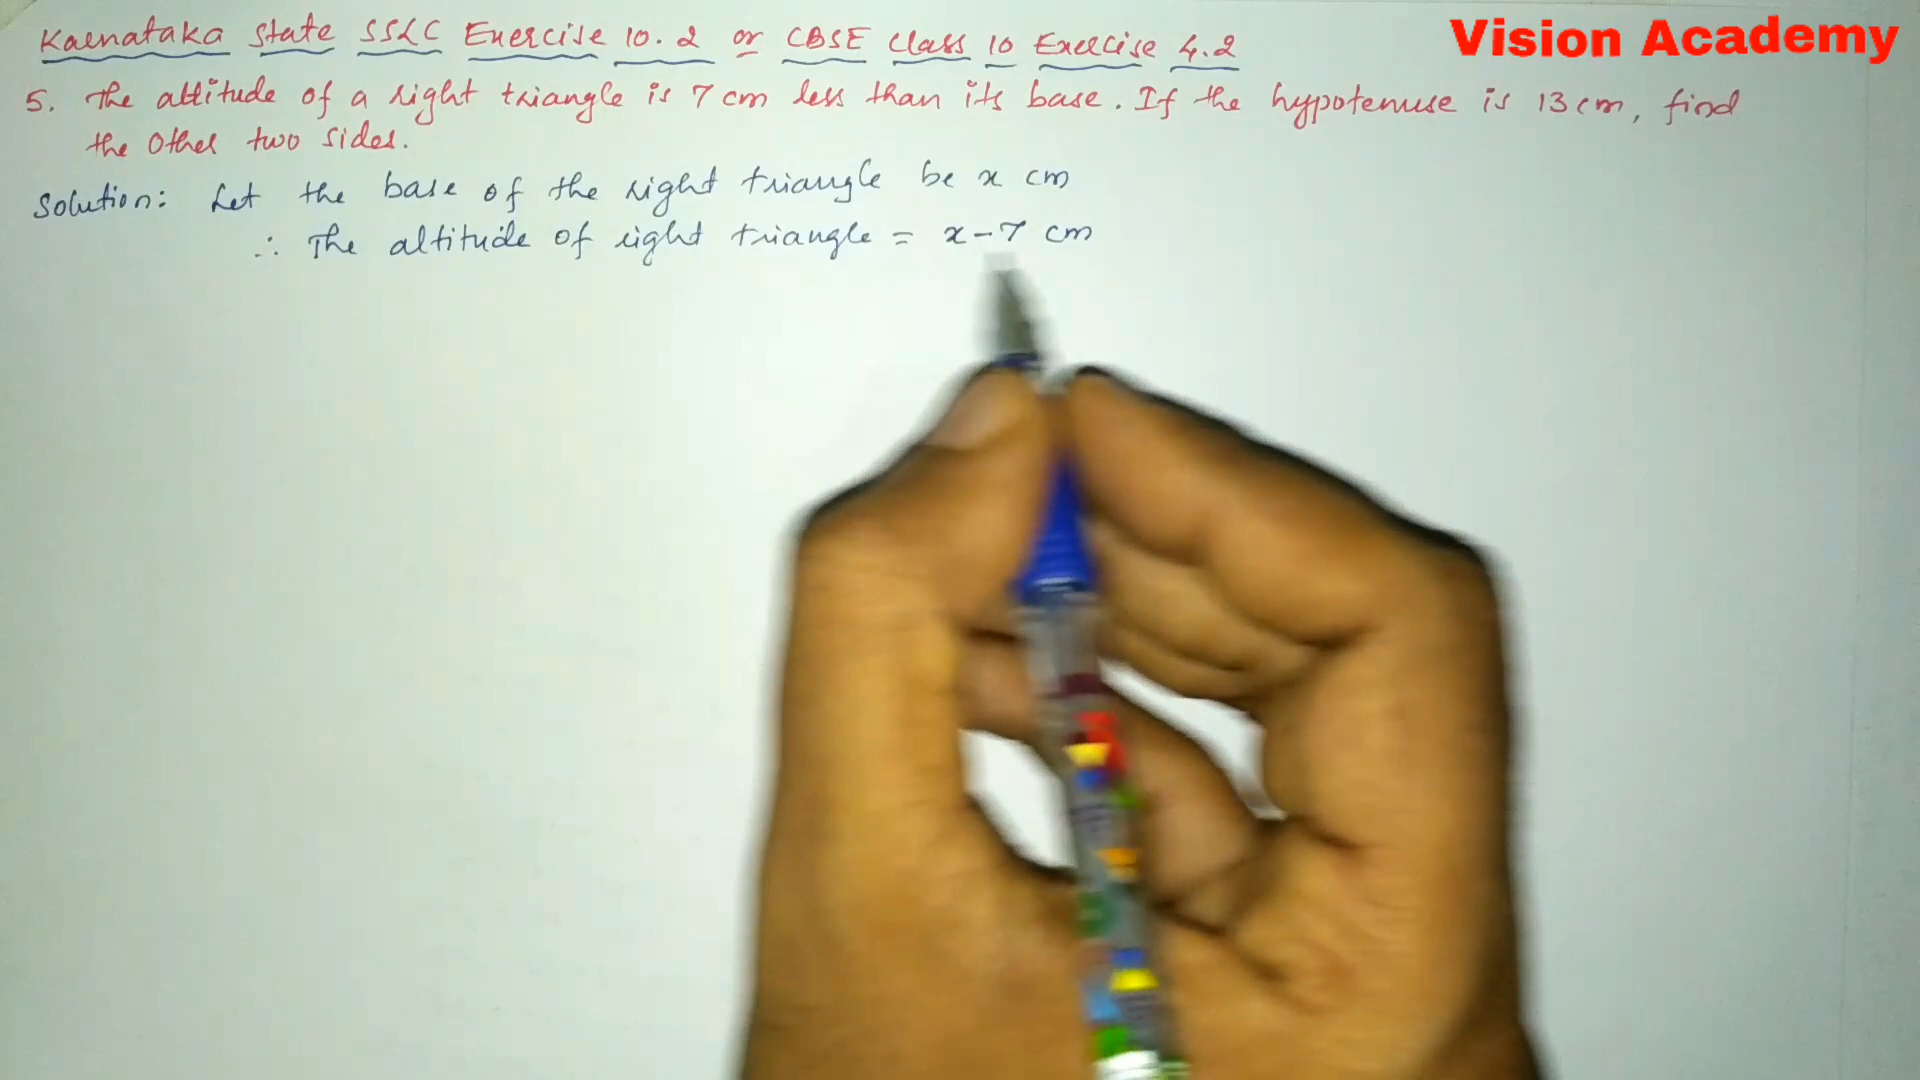 Karnataka State SSLC Exercise 10.2 or CBSE Class 10 Exercise 4.2
Vision Academy
5. The altitude of a right triangle is 7 cm less than its base. If the hypotenuse is 13 cm, find
the other two sides.
Solution: Let the base of the right triangle be x cm
∴ The altitude of right triangle = x-7 cm